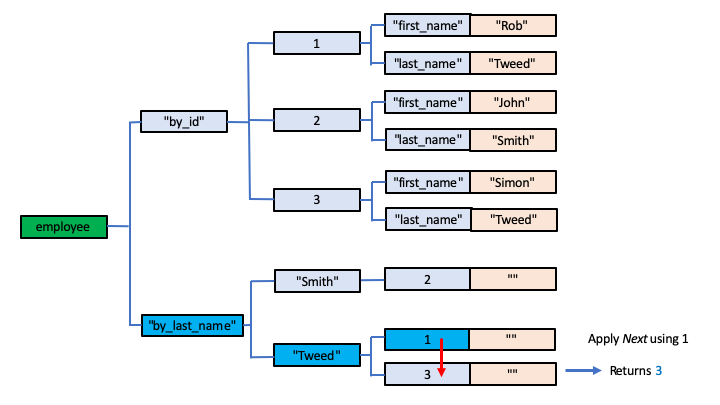 "first_name" "Rob"
1
"last_name" "Tweed"
"first_name" "John"
"by_id" 2
"last_name" "Smith"
"first_name" "Simon"
3
"last_name" "Tweed"
employee
"Smith" 2 ""
"by_last_name"
1 "" Apply Next using 1
"Tweed"
3 "" Returns 3